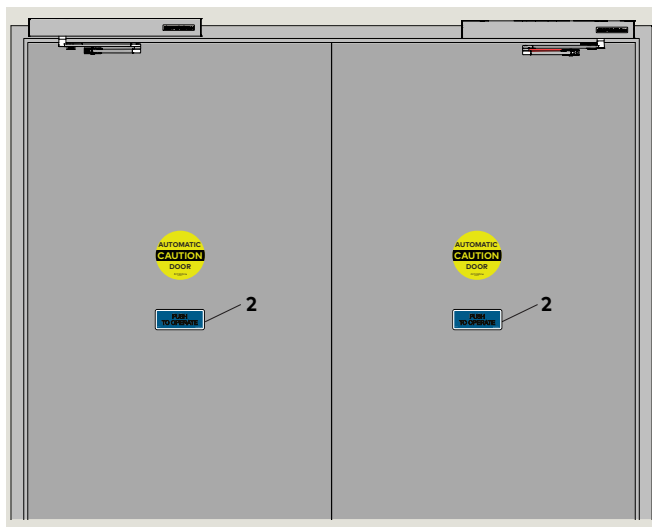 AUTOMATIC
CAUTION
DOOR
PUSH
TO OPERATE
2
AUTOMATIC
CAUTION
DOOR
PUSH
TO OPERATE
2